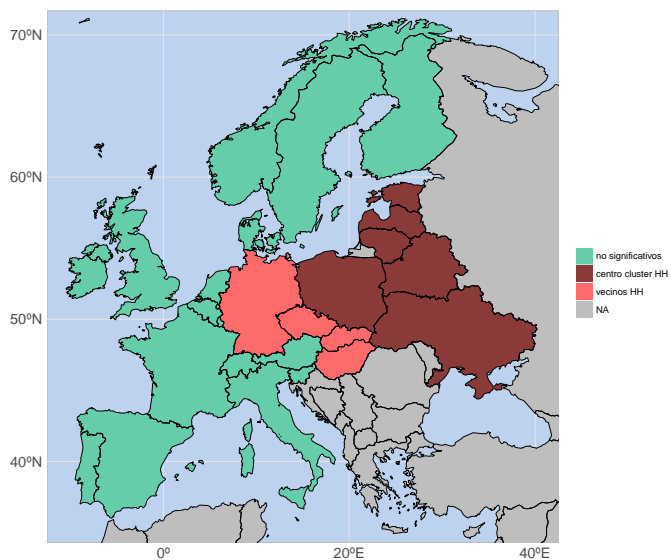 70ºN
60ºN
50ºN
40ºN
0º
20ºE
40ºE
no significativos
centro cluster HH
vecinos HH
NA